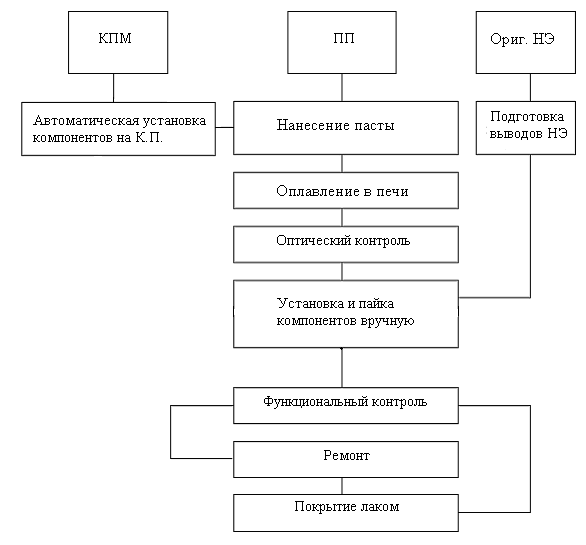 КПМ
ПП
Ориг. НЭ
Автоматическая установка
компонентов на К.П.
Нанесение пасты
Подготовка
выводов НЭ
Оплавление в печи
Оптический контроль
Установка и пайка
компонентов вручную
Функциональный контроль
Ремонт
Покрытие лаком